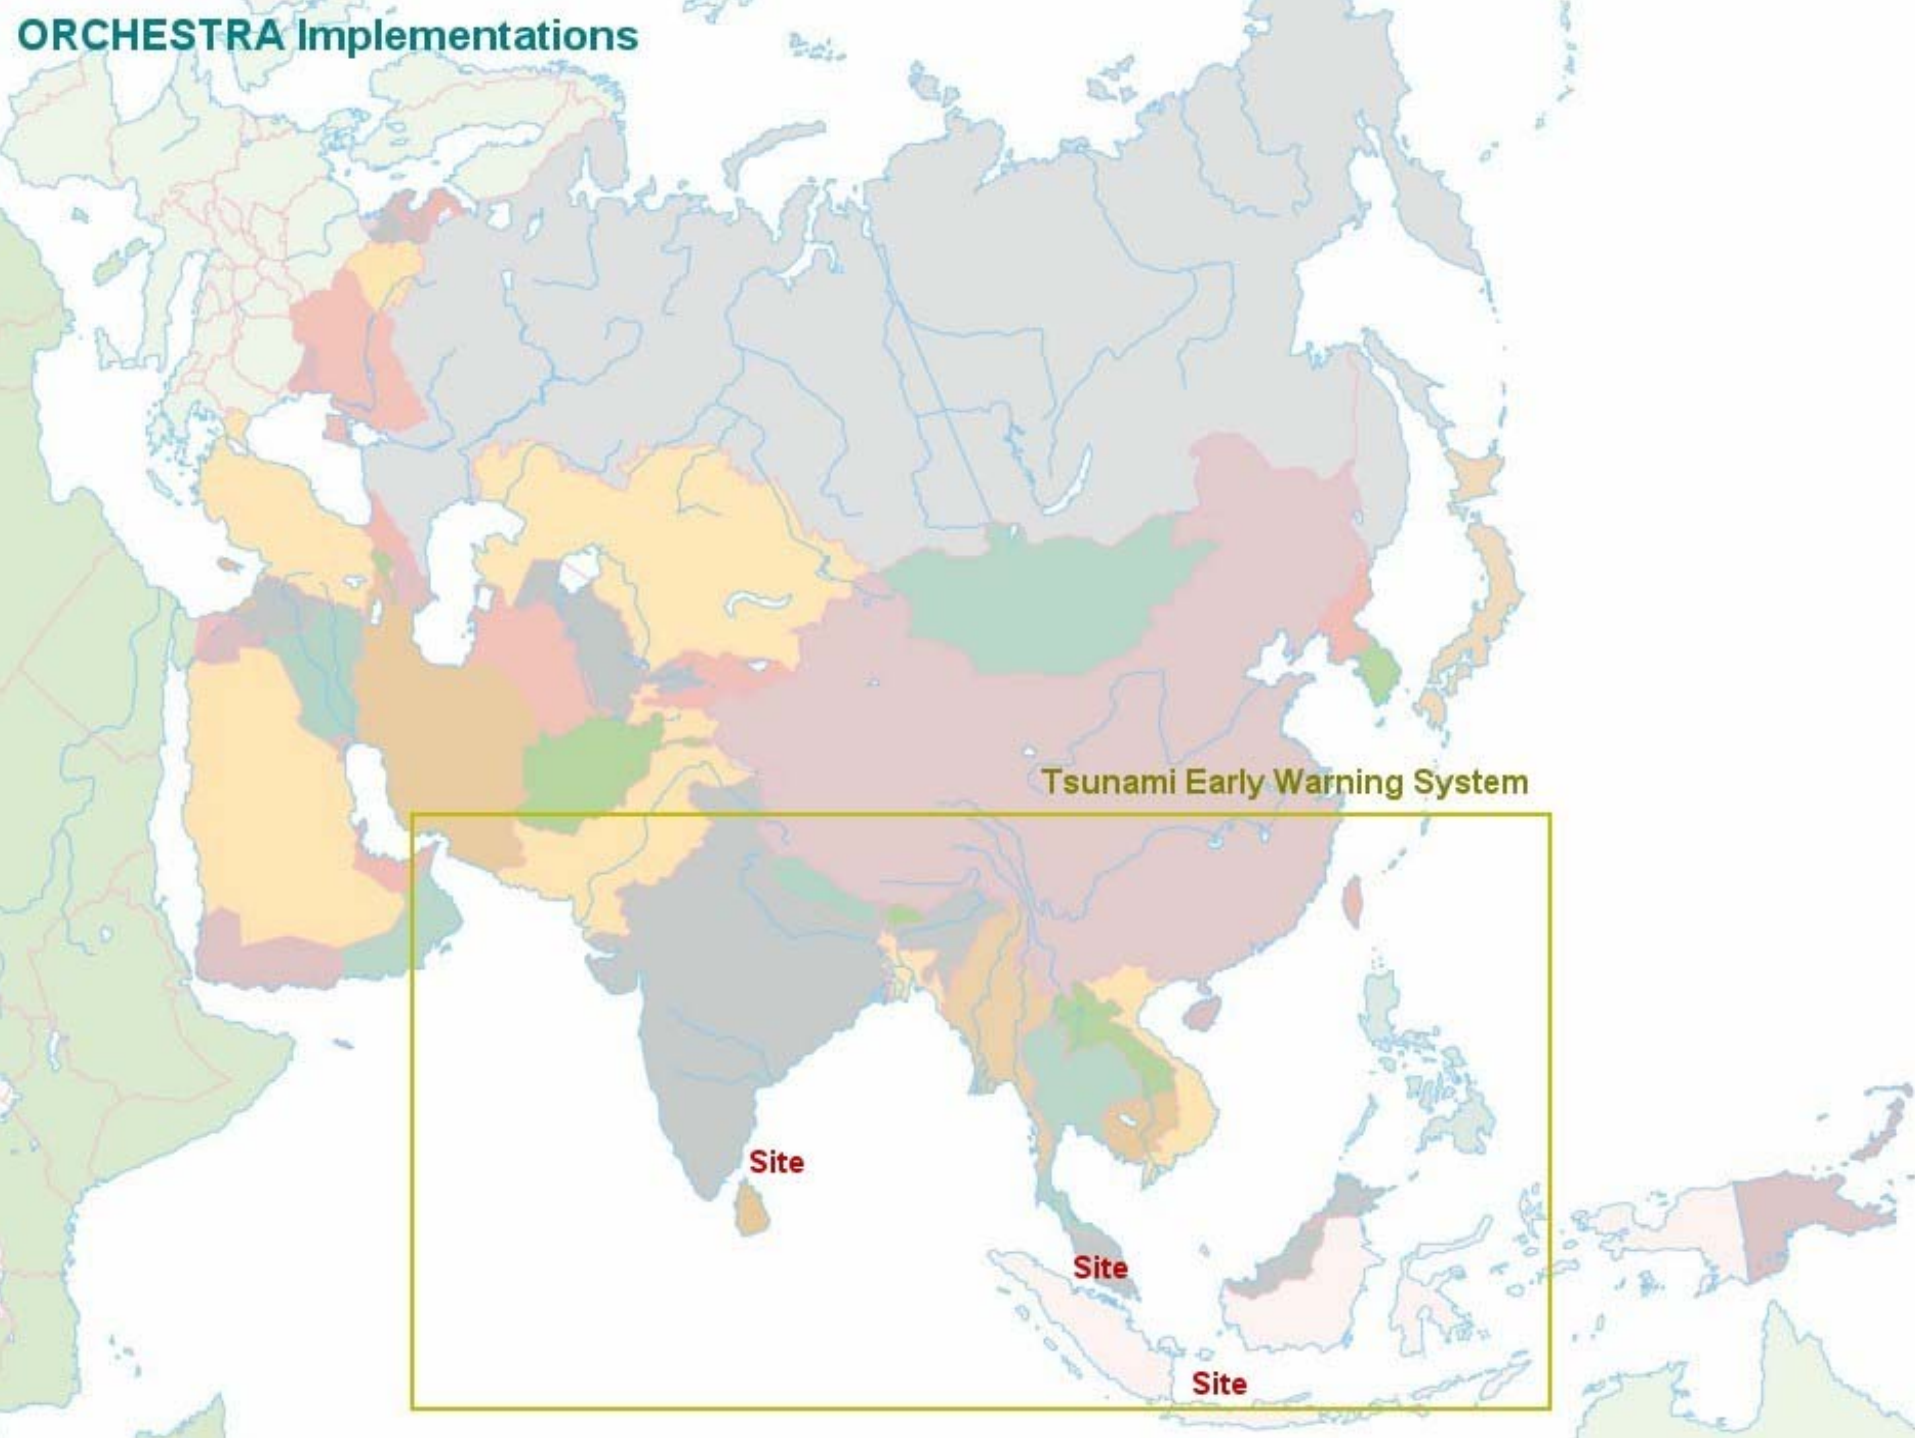 ORCHESTRA Implementations
Tsunami Early Warning System
Site
Site
Site